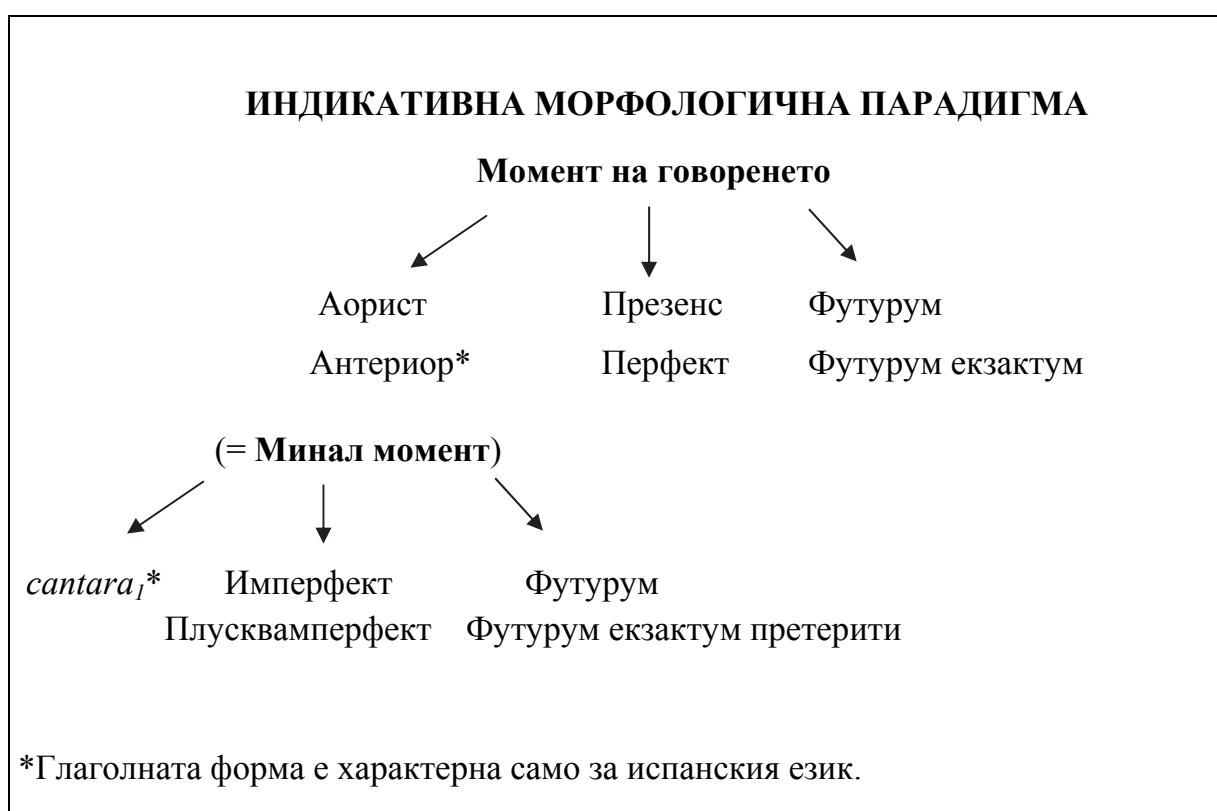 ИНДИКАТИВНА МОРФОЛОГИЧНА ПАРАДИГМА
Момент на говоренето
Аорист Презенс Футурум
Антериор* Перфект Футурум екзактум
(= Минал момент)
cantara₁* Имперфект Футурум
Плусквамперфект Футурум екзактум претерити
*Глаголната форма е характерна само за испанския език.